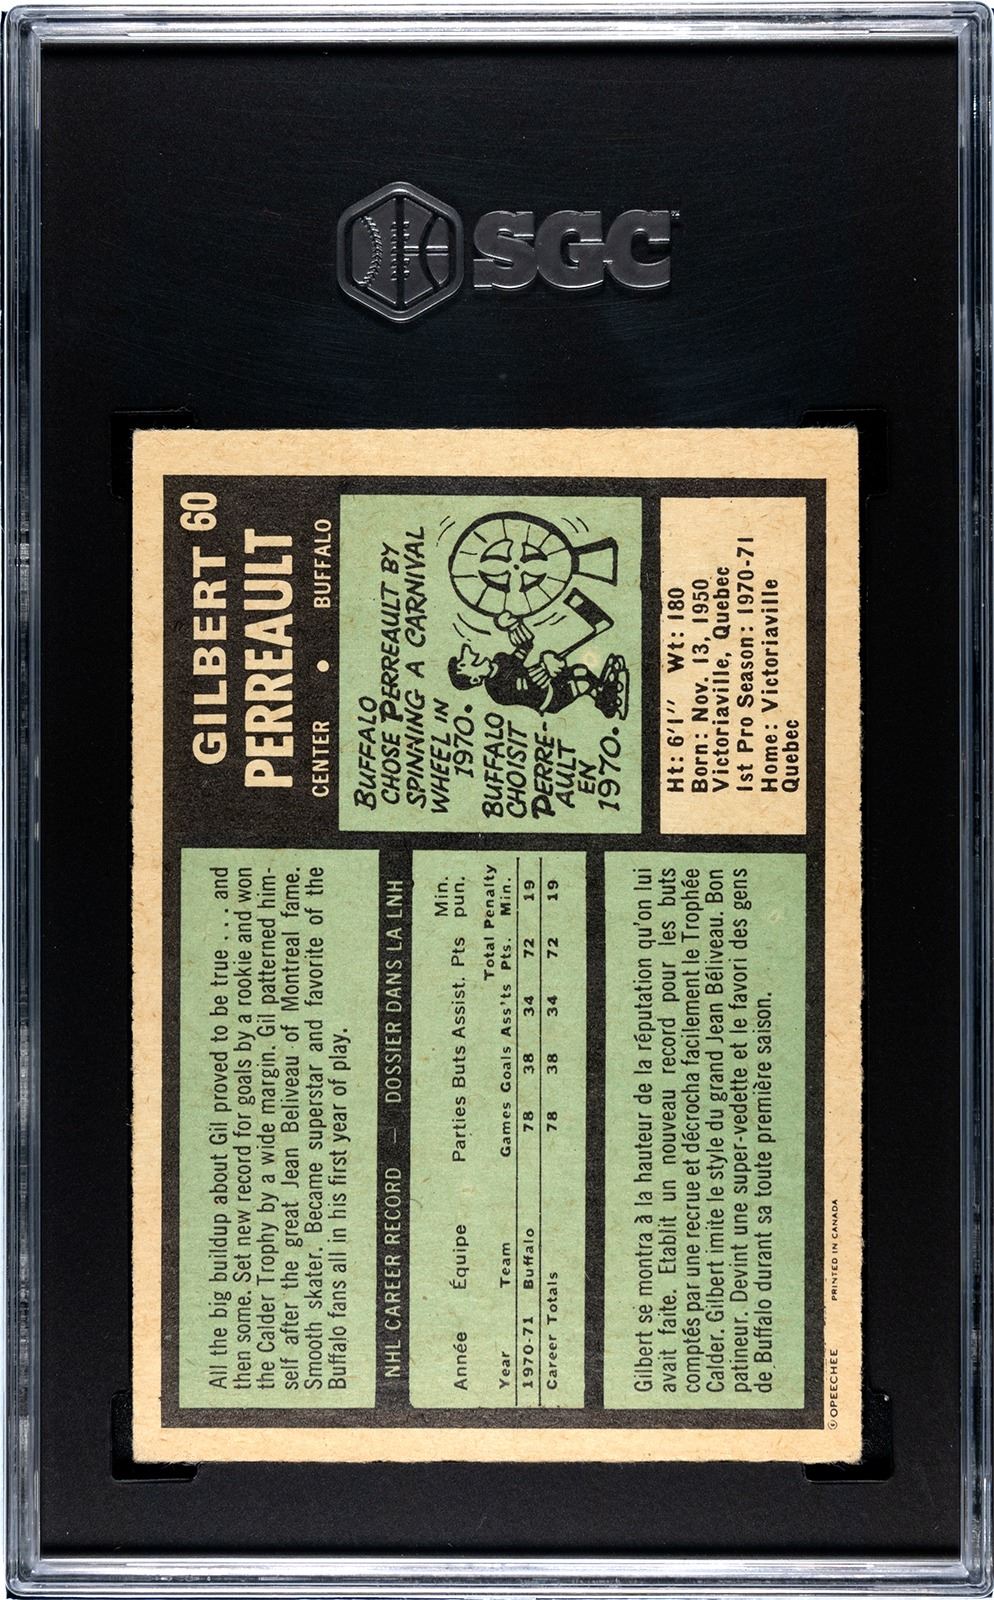 SGC
GILBERT 60
PERREAULT
CENTER • BUFFALO
BUFFALO
CHOSE PERREAULT BY
SPINNING A CARNIVAL
WHEEL IN
1970.
BUFFALO
CHOISIT
PERRE-
AULT
EN
1970.
Ht: 6'1" Wt: 180
Born: Nov. 13, 1950
Victoriaville, Quebec
1st Pro Season: 1970-71
Home: Victoriaville
Quebec
All the big buildup about Gil proved to be true . . . and
then some. Set new record for goals by a rookie and won
the Calder Trophy by a wide margin. Gil patterned him-
self after the great Jean Beliveau of Montreal fame.
Smooth skater. Became superstar and favorite of the
Buffalo fans all in his first year of play.
NHL CAREER RECORD — DOSSIER DANS LA LNH
Min.
Année Équipe Parties Buts Assist. Pts pun.
Total Penalty
Year Team Games Goals Ass'ts Pts. Min.
1970-71 Buffalo 78 38 34 72 19
Career Totals 78 38 34 72 19
Gilbert se montra à la hauteur de la réputation qu'on lui
avait faite. Etablit un nouveau record pour les buts
comptés par une recrue et décrocha facilement le Trophée
Calder. Gilbert imite le style du grand Jean Béliveau. Bon
patineur. Devint une super-vedette et le favori des gens
de Buffalo durant sa toute première saison.
© OPEECHEE PRINTED IN CANADA